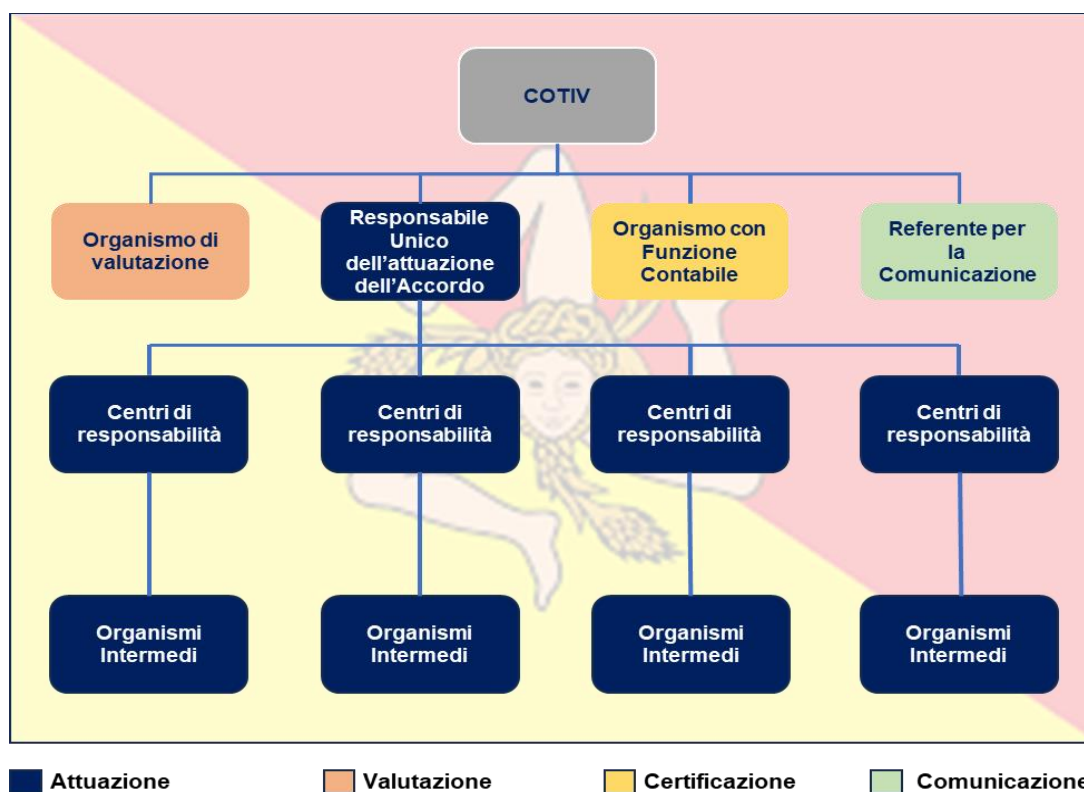 COTIV
Organismo di
valutazione
Responsabile
Unico
dell'attuazione
dell'Accordo
Organismo con
Funzione
Contabile
Referente per
la
Comunicazione
Centri di
responsabilità
Centri di
responsabilità
Centri di
responsabilità
Centri di
responsabilità
Organismi
Intermedi
Organismi
Intermedi
Organismi
Intermedi
Organismi
Intermedi
Attuazione
Valutazione
Certificazione
Comunicazione